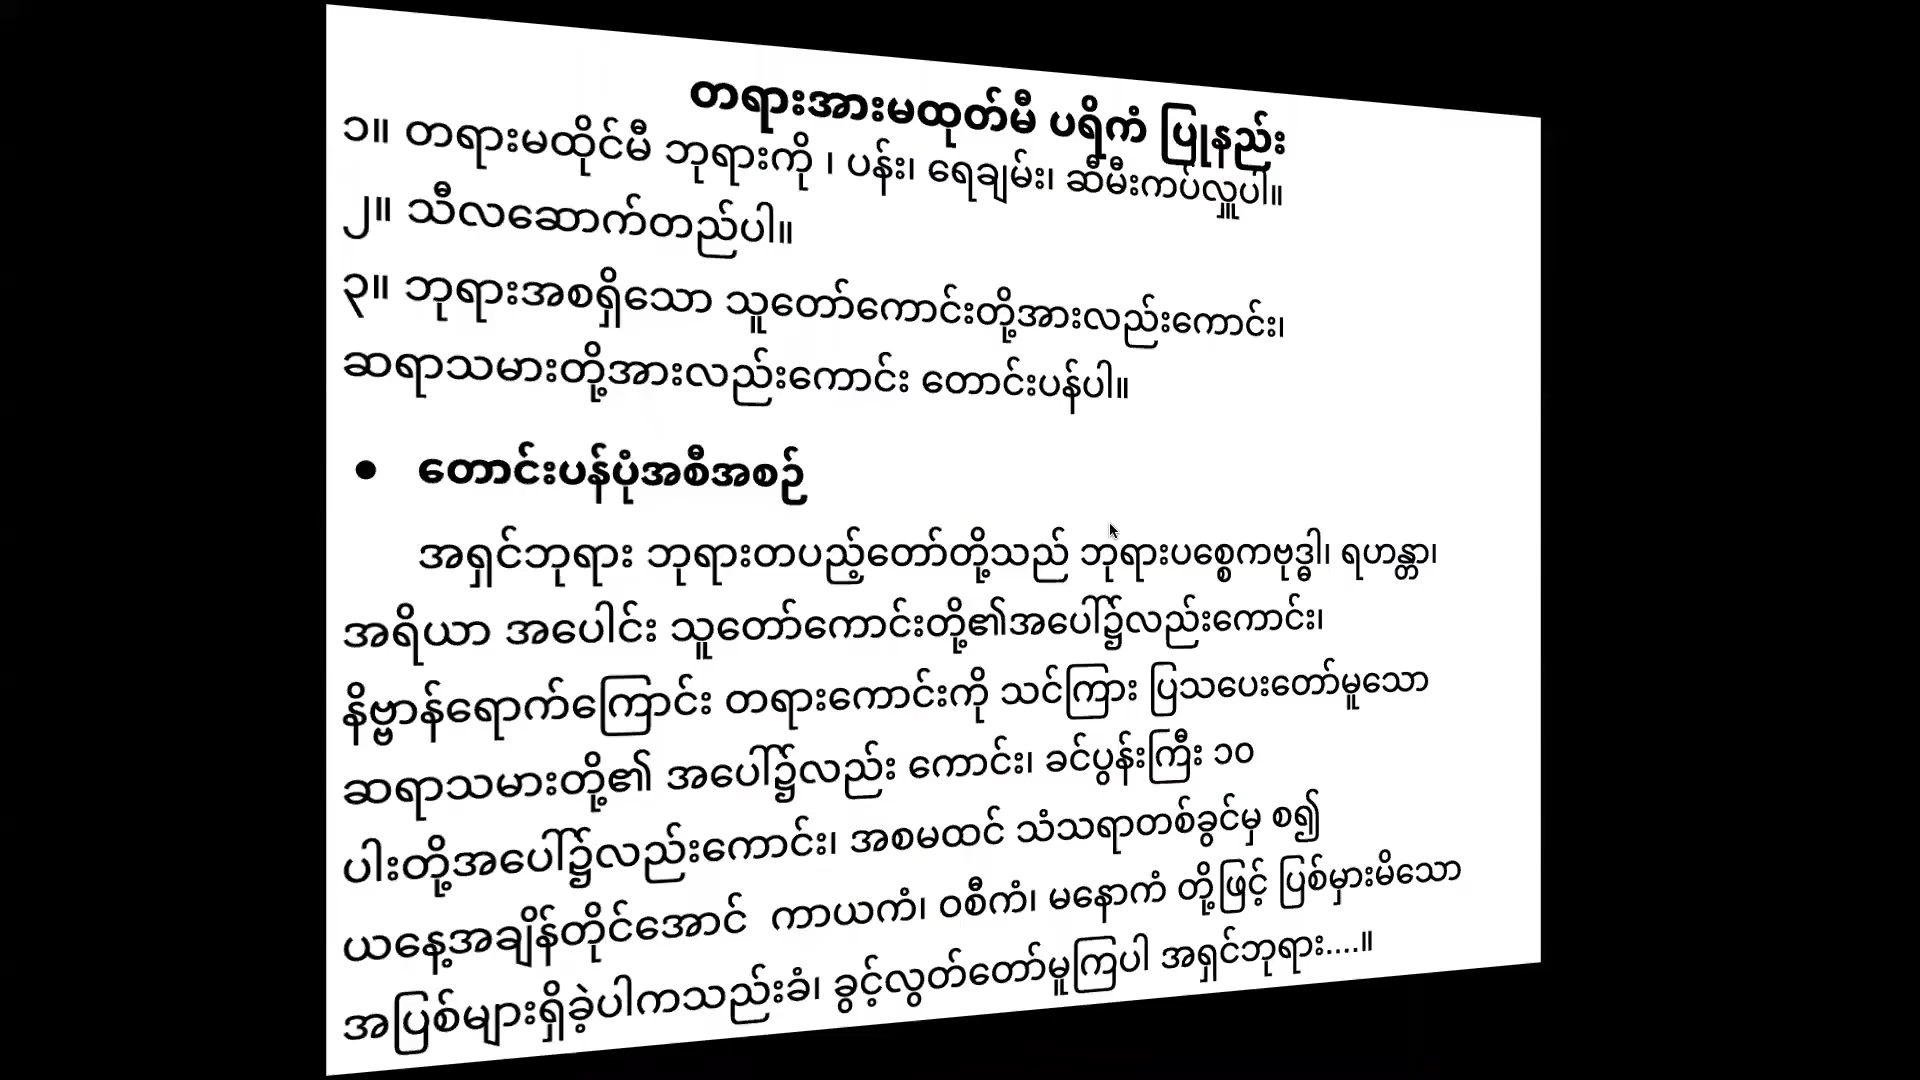 တရားအားမထုတ်မီ ပရိကံ ပြုနည်း
၁။ တရားမထိုင်မီ ဘုရားကို ၊ ပန်း၊ ရေချမ်း၊ ဆီမီးကပ်လှူပါ။
၂။ သီလဆောက်တည်ပါ။
၃။ ဘုရားအစရှိသော သူတော်ကောင်းတို့အားလည်းကောင်း၊
ဆရာသမားတို့အားလည်းကောင်း တောင်းပန်ပါ။
● တောင်းပန်ပုံအစီအစဉ်
အရှင်ဘုရား ဘုရားတပည့်တော်တို့သည် ဘုရားပစ္စေကဗုဒ္ဓါ၊ ရဟန္တာ၊
အရိယာ အပေါင်း သူတော်ကောင်းတို့၏အပေါ်၌လည်းကောင်း၊
နိဗ္ဗာန်ရောက်ကြောင်း တရားကောင်းကို သင်ကြား ပြသပေးတော်မူသော
ဆရာသမားတို့၏ အပေါ်၌လည်း ကောင်း၊ ခင်ပွန်းကြီး ၁၀
ပါးတို့အပေါ်၌လည်းကောင်း၊ အစမထင် သံသရာတစ်ခွင်မှ စ၍
ယနေ့အချိန်တိုင်အောင် ကာယကံ၊ ဝစီကံ၊ မနောကံ တို့ဖြင့် ပြစ်မှားမိသော
အပြစ်များရှိခဲ့ပါကသည်းခံ၊ ခွင့်လွတ်တော်မူကြပါ အရှင်ဘုရား....။